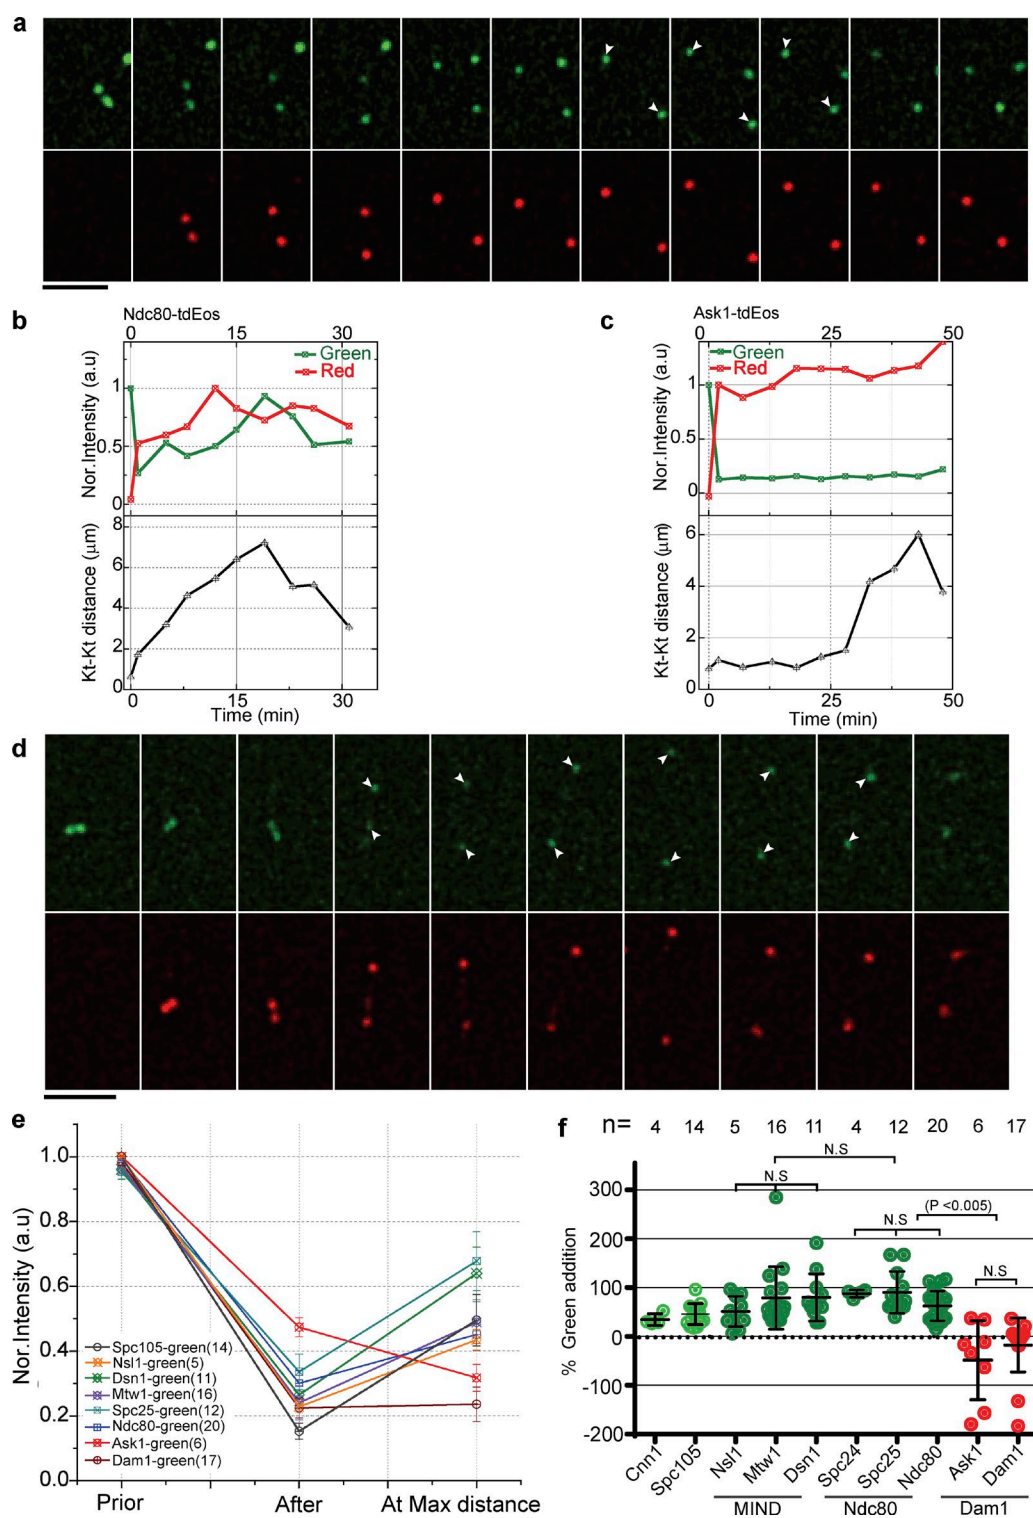 a
b
Ndc80-tdEos
0 15 31
Green
Red
Nor.Intensity (a.u)
1
0.5
0
Kt-Kt distance (μm)
8
6
4
2
0
0 15 30
Time (min)
c
Ask1-tdEos
0 25 50
Green
Red
Nor.Intensity (a.u)
1
0.5
0
Kt-Kt distance (μm)
6
4
2
0
0 25 50
Time (min)
d
e
Nor.Intensity (a.u)
1.0
0.8
0.6
0.4
0.2
0.0
Spc105-green(14)
Nsl1-green(5)
Dsn1-green(11)
Mtw1-green(16)
Spc25-green(12)
Ndc80-green(20)
Ask1-green(6)
Dam1-green(17)
Prior After At Max distance
f
n= 4 14 5 16 11 4 12 20 6 17
N.S
N.S
(P <0.005)
N.S
N.S
% Green addition
300
200
100
0
-100
-200
Cnn1 Spc105 Nsl1 Mtw1 Dsn1 Spc24 Spc25 Ndc80 Ask1 Dam1
MIND Ndc80 Dam1